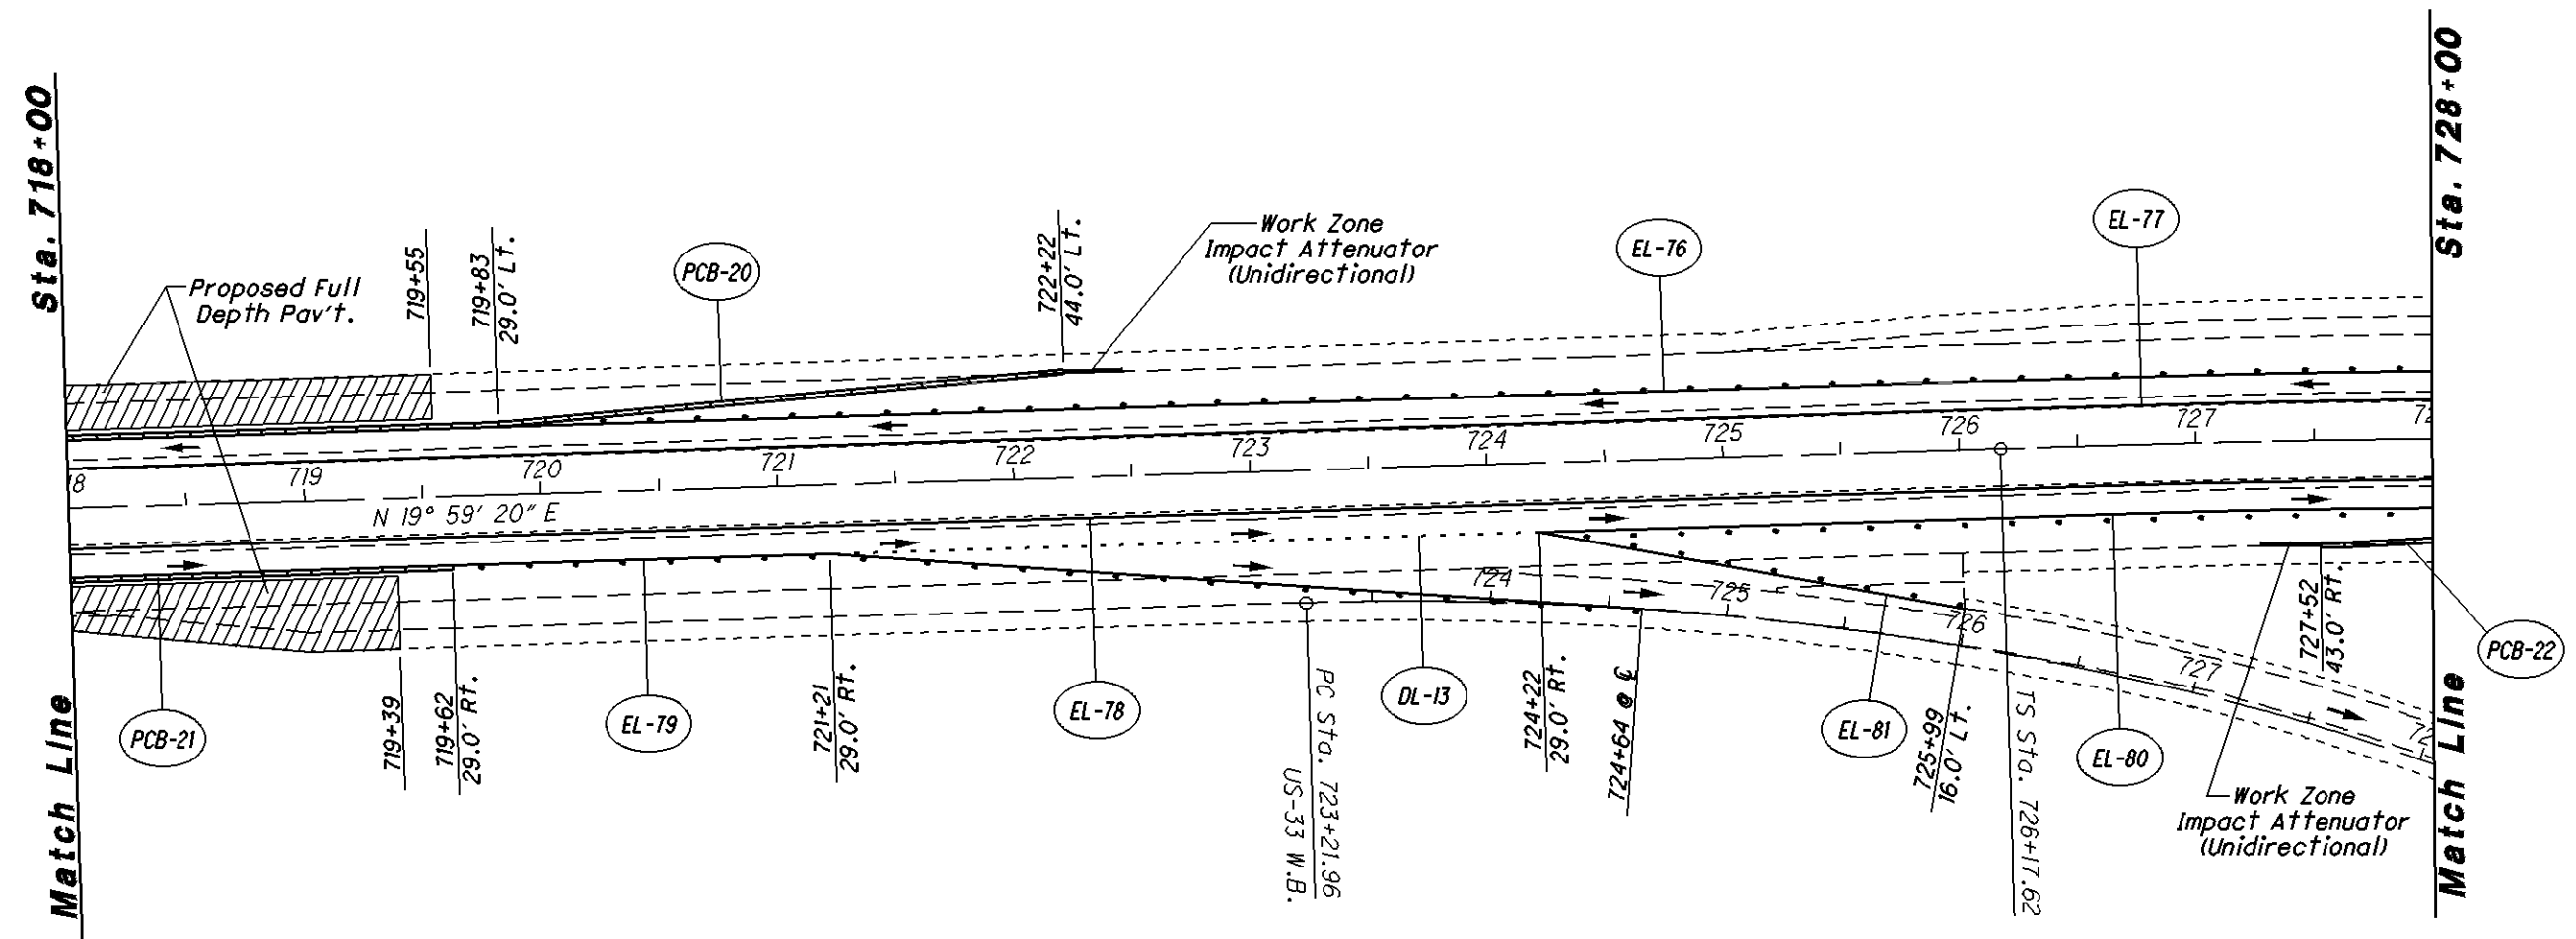 Sta. 718+00
Match Line
Proposed Full
Depth Pav't.
719+55
719+83
29.0' Lt.
PCB-20
722+22
44.0' Lt.
Work Zone
Impact Attenuator
(Unidirectional)
EL-76
EL-77
Sta. 728+00
Match Line
18
719
720
721
722
723
724
725
726
727
72
N 19° 59' 20" E
724
725
726
727
72
PCB-21
719+39
719+62
29.0' Rt.
EL-79
721+21
29.0' Rt.
EL-78
PC Sta. 723+21.96
US-33 W.B.
DL-13
724+22
29.0' Rt.
724+64 @ ℄
EL-81
725+99
16.0' Lt.
TS Sta. 726+17.62
EL-80
Work Zone
Impact Attenuator
(Unidirectional)
727+52
43.0' Rt.
PCB-22